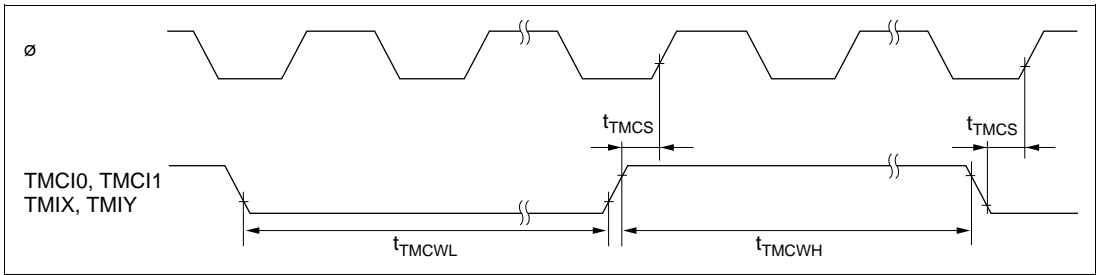 ø
tTMCS
tTMCS
TMCI0, TMCI1
TMIX, TMIY
tTMCWL
tTMCWH